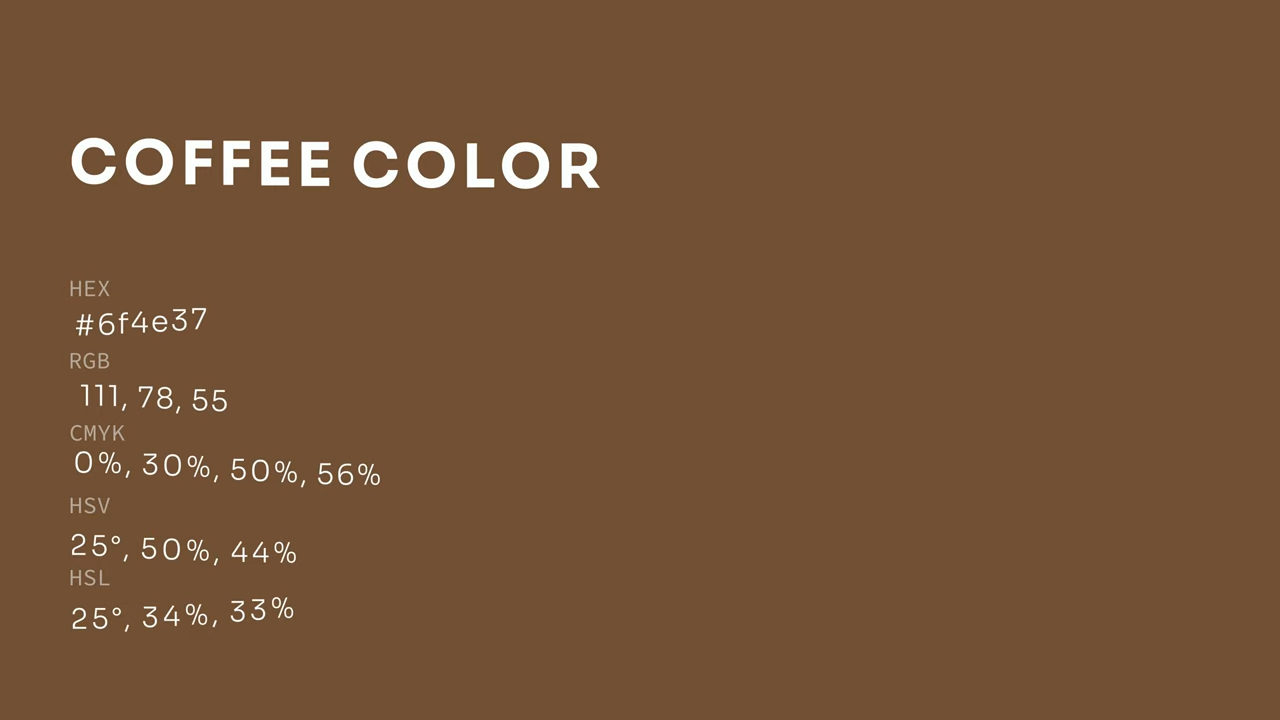 COFFEE COLOR
HEX
#6f4e37
RGB
111, 78, 55
CMYK
0%, 30%, 50%, 56%
HSV
25°, 50%, 44%
HSL
25°, 34%, 33%